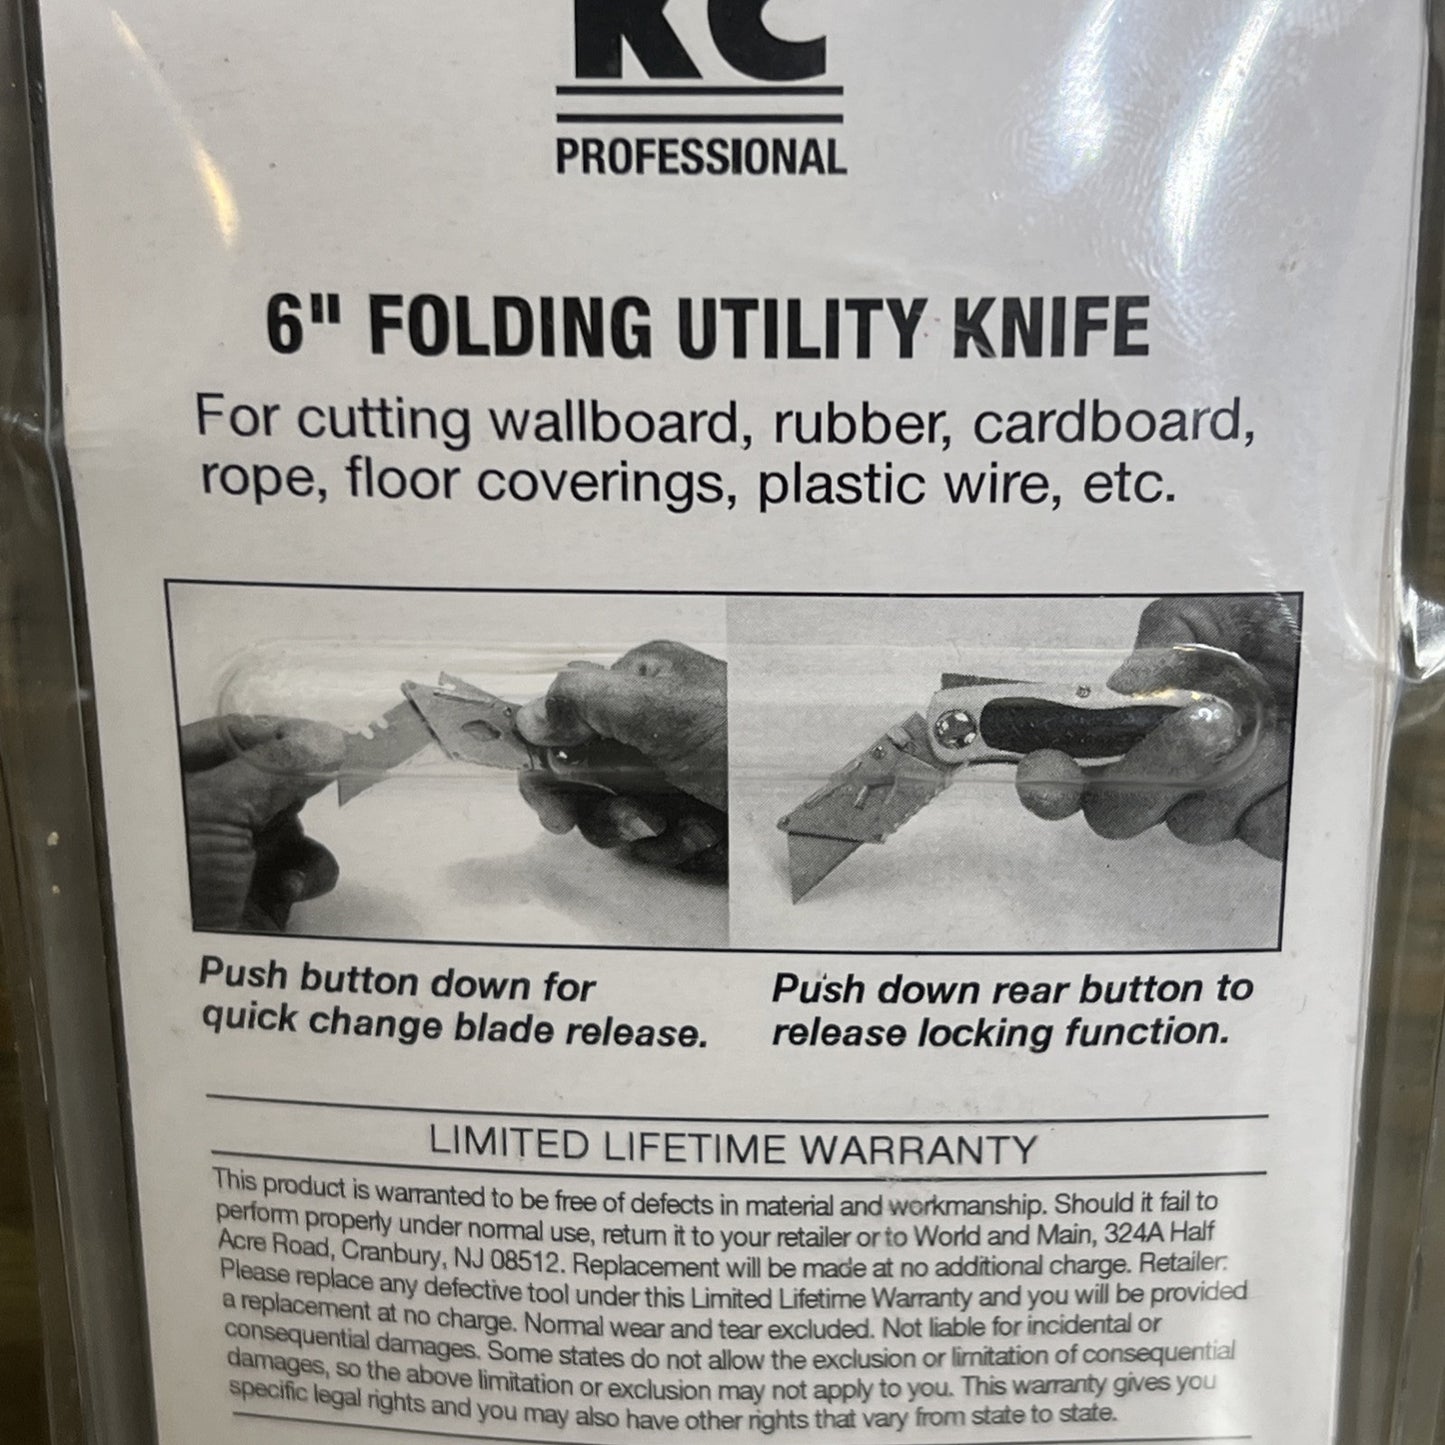 KC
PROFESSIONAL
6" FOLDING UTILITY KNIFE
For cutting wallboard, rubber, cardboard,
rope, floor coverings, plastic wire, etc.
Push button down for
quick change blade release.
Push down rear button to
release locking function.
LIMITED LIFETIME WARRANTY
This product is warranted to be free of defects in material and workmanship. Should it fail to
perform properly under normal use, return it to your retailer or to World and Main, 324A Half
Acre Road, Cranbury, NJ 08512. Replacement will be made at no additional charge. Retailer:
Please replace any defective tool under this Limited Lifetime Warranty and you will be provided
a replacement at no charge. Normal wear and tear excluded. Not liable for incidental or
consequential damages. Some states do not allow the exclusion or limitation of consequential
damages, so the above limitation or exclusion may not apply to you. This warranty gives you
specific legal rights and you may also have other rights that vary from state to state.